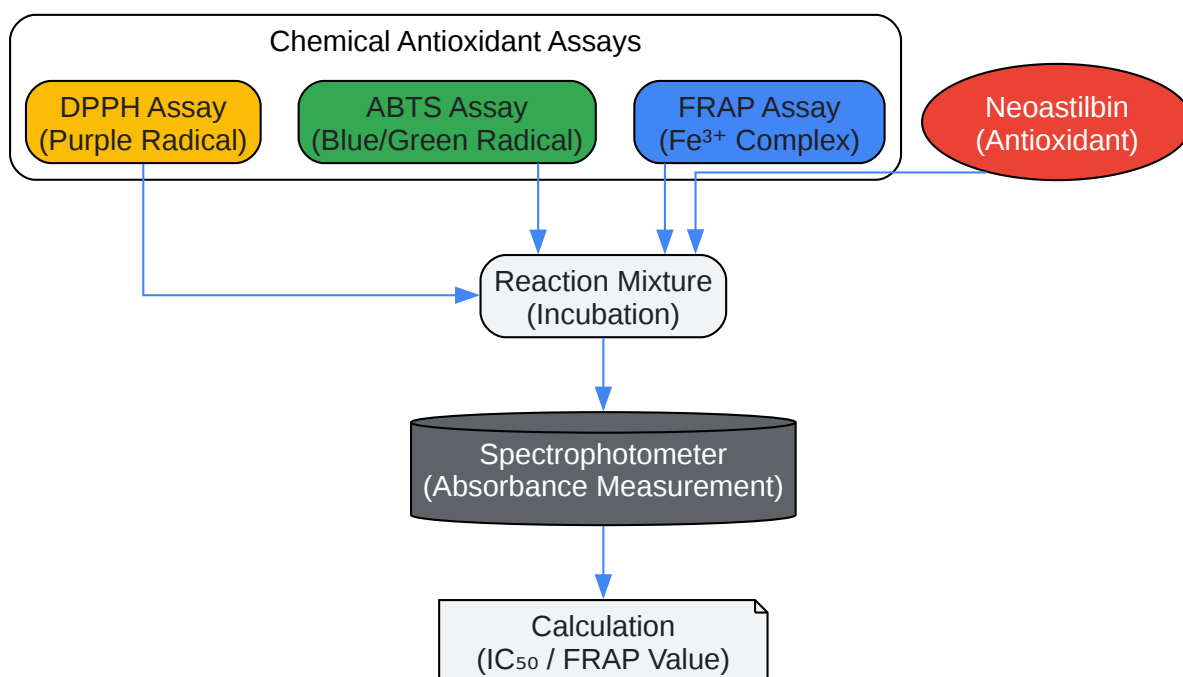 Chemical Antioxidant Assays
DPPH Assay
(Purple Radical)
ABTS Assay
(Blue/Green Radical)
FRAP Assay
(Fe³⁺ Complex)
Neoastilbin
(Antioxidant)
Reaction Mixture
(Incubation)
Spectrophotometer
(Absorbance Measurement)
Calculation
(IC₅₀ / FRAP Value)